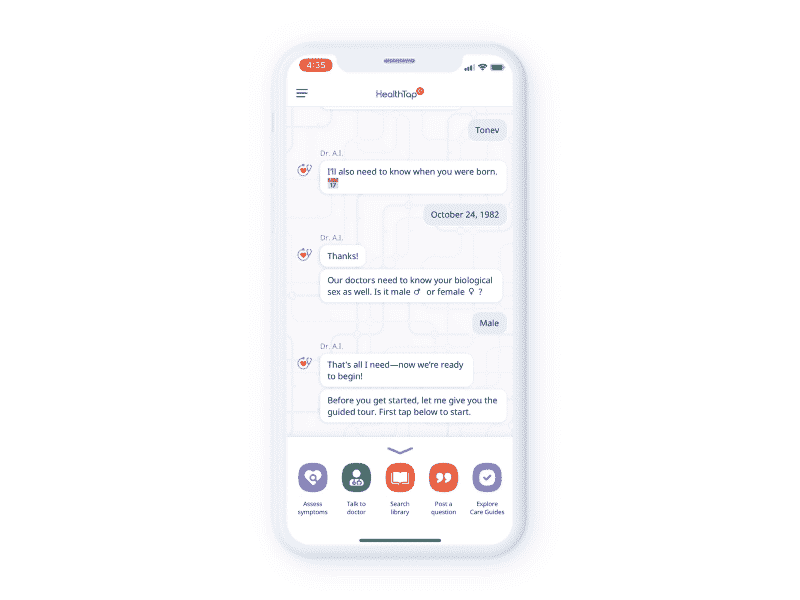 4:35
HealthTap
Tonev
Dr. A.I.
I'll also need to know when you were born.
17
October 24, 1982
Dr. A.I.
Thanks!
Our doctors need to know your biological
sex as well. Is it male ♂ or female ♀ ?
Male
Dr. A.I.
That's all I need—now we're ready
to begin!
Before you get started, let me give you the
guided tour. First tap below to start.
Assess
symptoms
Talk to
doctor
Search
library
Post a
question
Explore
Care Guides